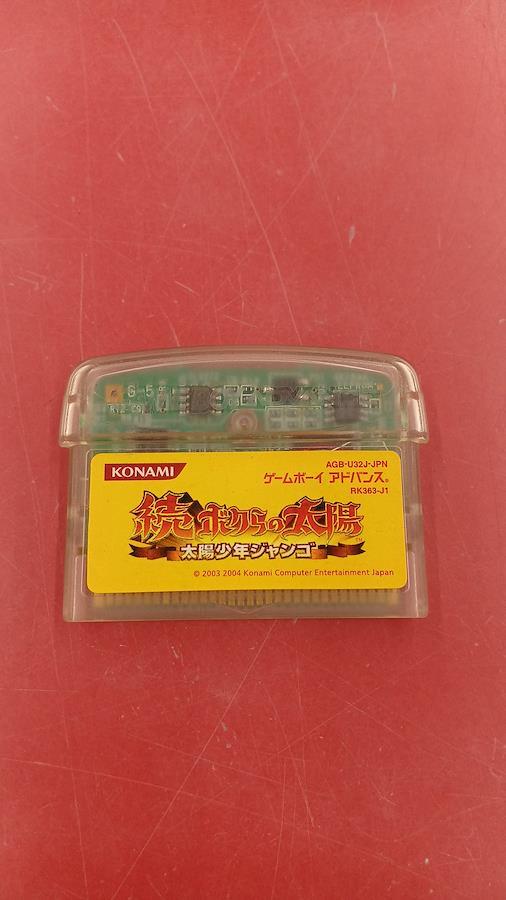 G 5
KONAMI
AGB-U32J-JPN
ゲームボーイ アドバンス®
RK363-J1
続・ボクらの太陽
太陽少年ジャンゴ
TM
© 2003 2004 Konami Computer Entertainment Japan